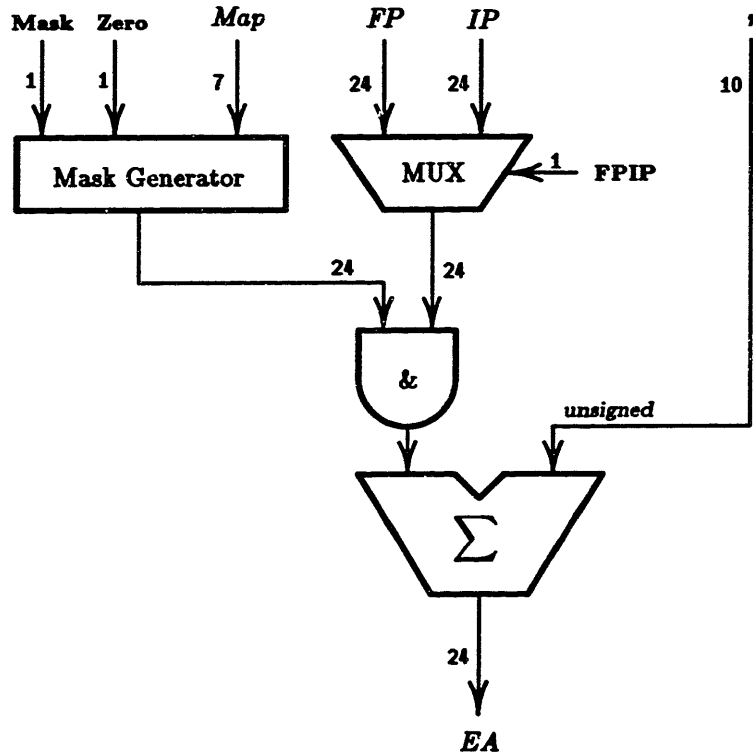 Mask Zero Map FP IP
1 1 7 24 24 10
Mask Generator MUX 1 FPIP
24 24
&
unsigned
Σ
24
EA